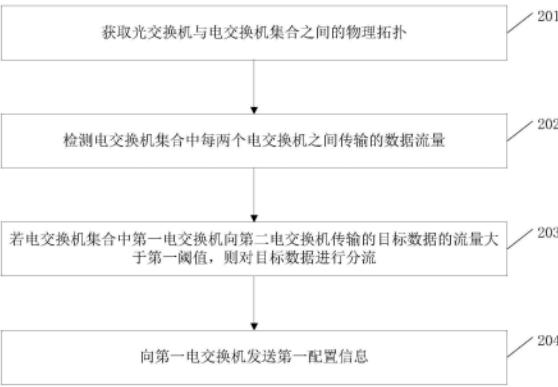 获取光交换机与电交换机集合之间的物理拓扑
201
检测电交换机集合中每两个电交换机之间传输的数据流量
202
若电交换机集合中第一电交换机向第二电交换机传输的目标数据的流量大
于第一阈值，则对目标数据进行分流
203
向第一电交换机发送第一配置信息
204